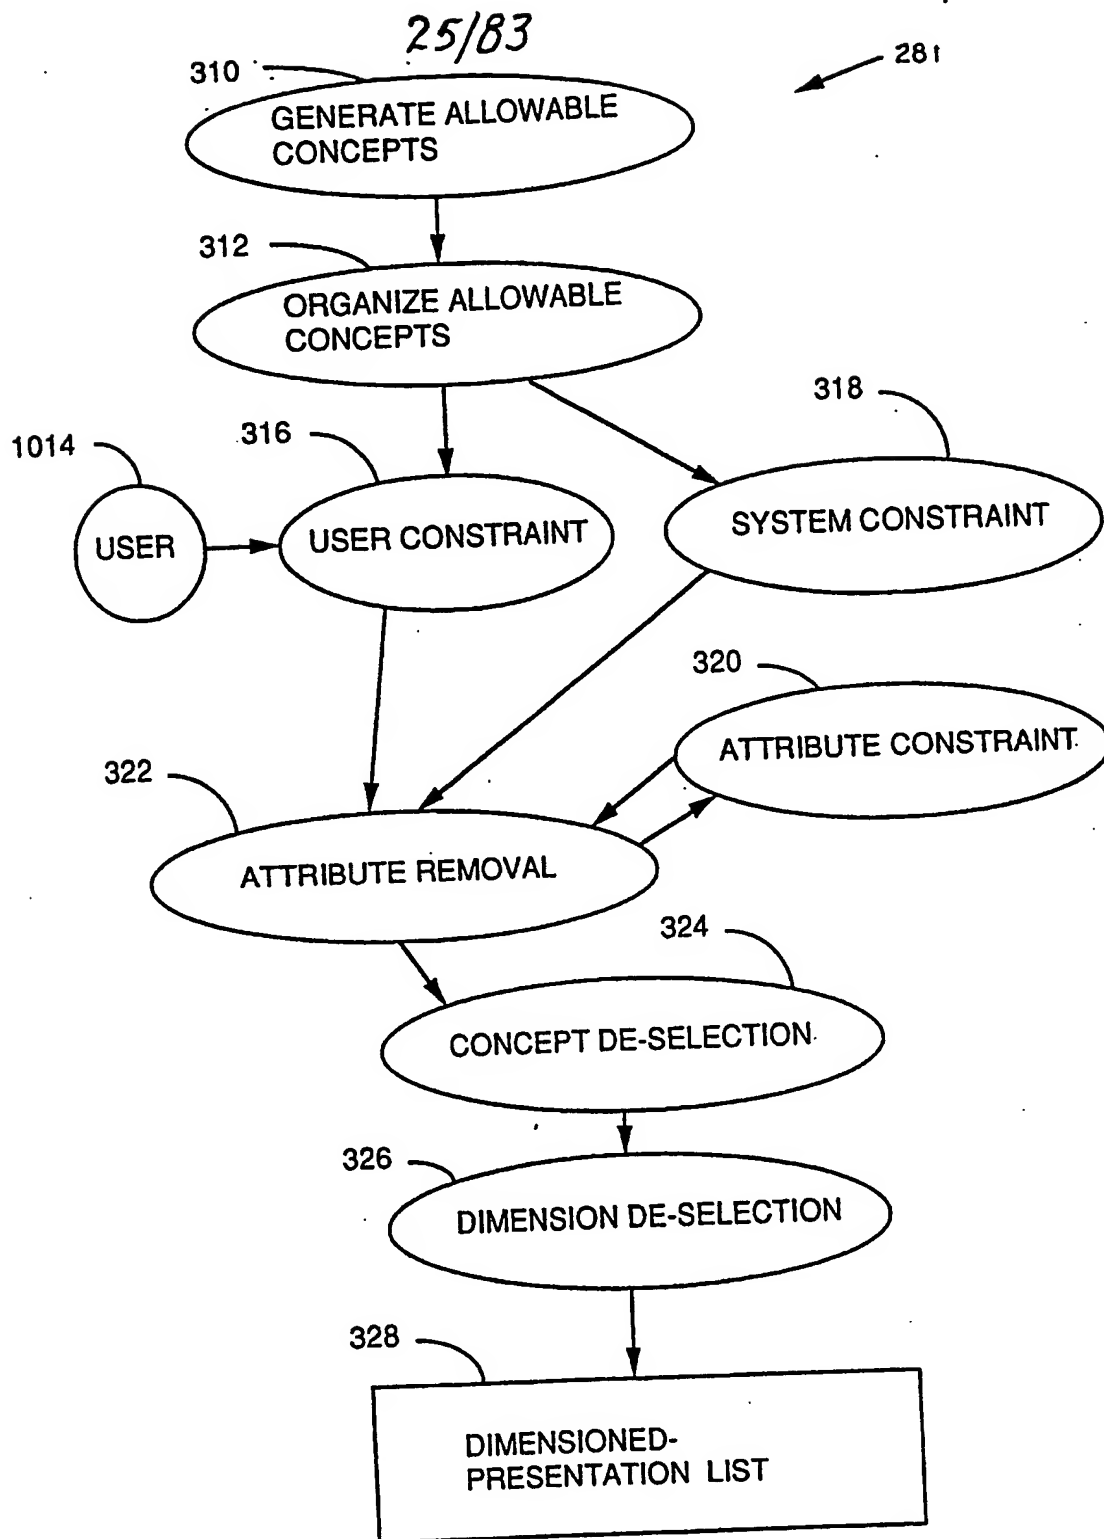 25/83
281
310
GENERATE ALLOWABLE
CONCEPTS
312
ORGANIZE ALLOWABLE
CONCEPTS
318
316
1014
USER
USER CONSTRAINT
SYSTEM CONSTRAINT
320
ATTRIBUTE CONSTRAINT
322
ATTRIBUTE REMOVAL
324
CONCEPT DE-SELECTION
326
DIMENSION DE-SELECTION
328
DIMENSIONED-
PRESENTATION LIST